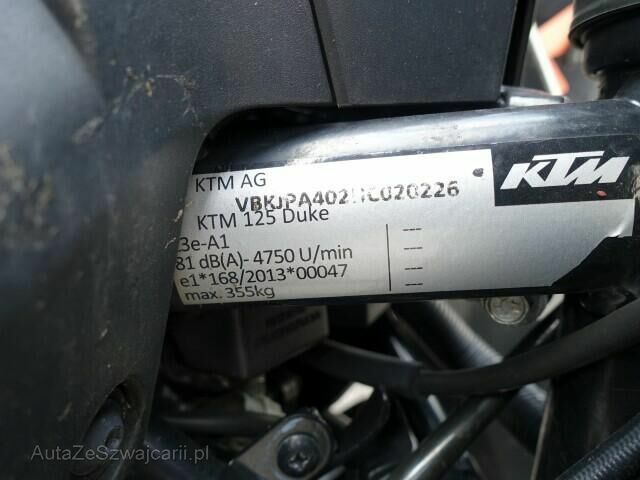 KTM AG
KTM
KTM 125 Duke
3e-A1
81 dB(A)- 4750 U/min
e1*168/2013*00047
max. 355kg
---
---
---
AutaZeSzwajcarii.pl